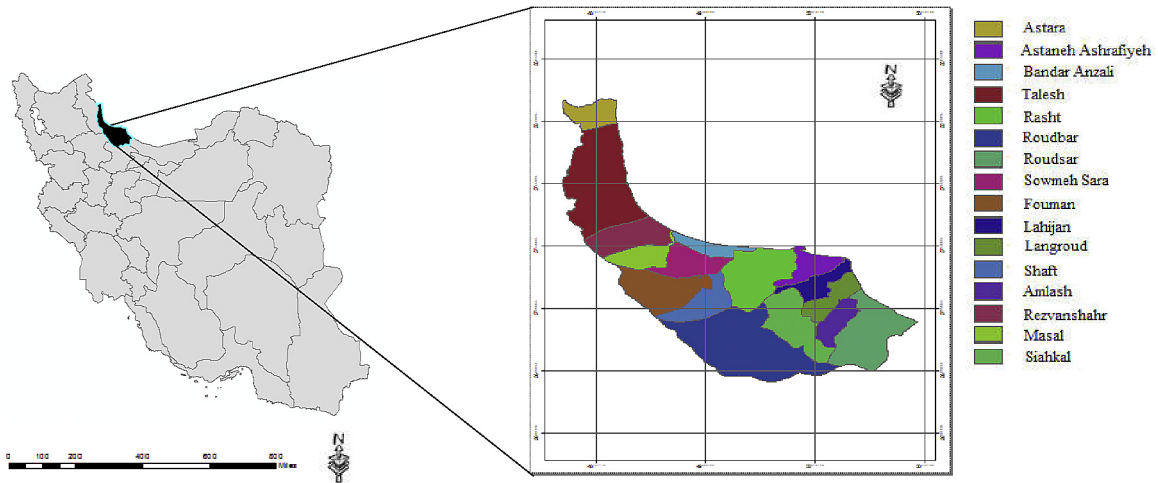 N
0 100 200 400 600 800
Miles
N
Astara
Astaneh Ashrafiyeh
Bandar Anzali
Talesh
Rasht
Roudbar
Roudsar
Sowmeh Sara
Fouman
Lahijan
Langroud
Shaft
Amlash
Rezvanshahr
Masal
Siahkal